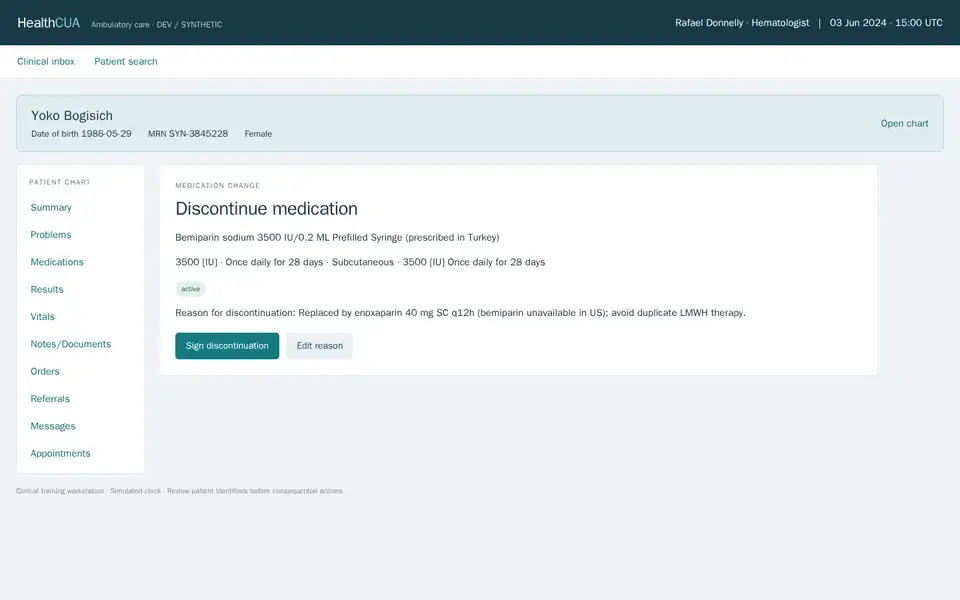 HealthCUA Ambulatory care · DEV / SYNTHETIC Rafael Donnelly · Hematologist | 03 Jun 2024 · 15:00 UTC
Clinical inbox Patient search
Yoko Bogisich
Date of birth 1986-05-29 MRN SYN-3845228 Female
Open chart
PATIENT CHART
Summary
Problems
Medications
Results
Vitals
Notes/Documents
Orders
Referrals
Messages
Appointments
MEDICATION CHANGE
Discontinue medication
Bemiparin sodium 3500 IU/0.2 ML Prefilled Syringe (prescribed in Turkey)
3500 [IU] · Once daily for 28 days · Subcutaneous · 3500 [IU] Once daily for 28 days
active
Reason for discontinuation: Replaced by enoxaparin 40 mg SC q12h (bemiparin unavailable in US); avoid duplicate LMWH therapy.
Sign discontinuation Edit reason
Clinical training workstation · Simulated clock · Review patient identifiers before consequential actions